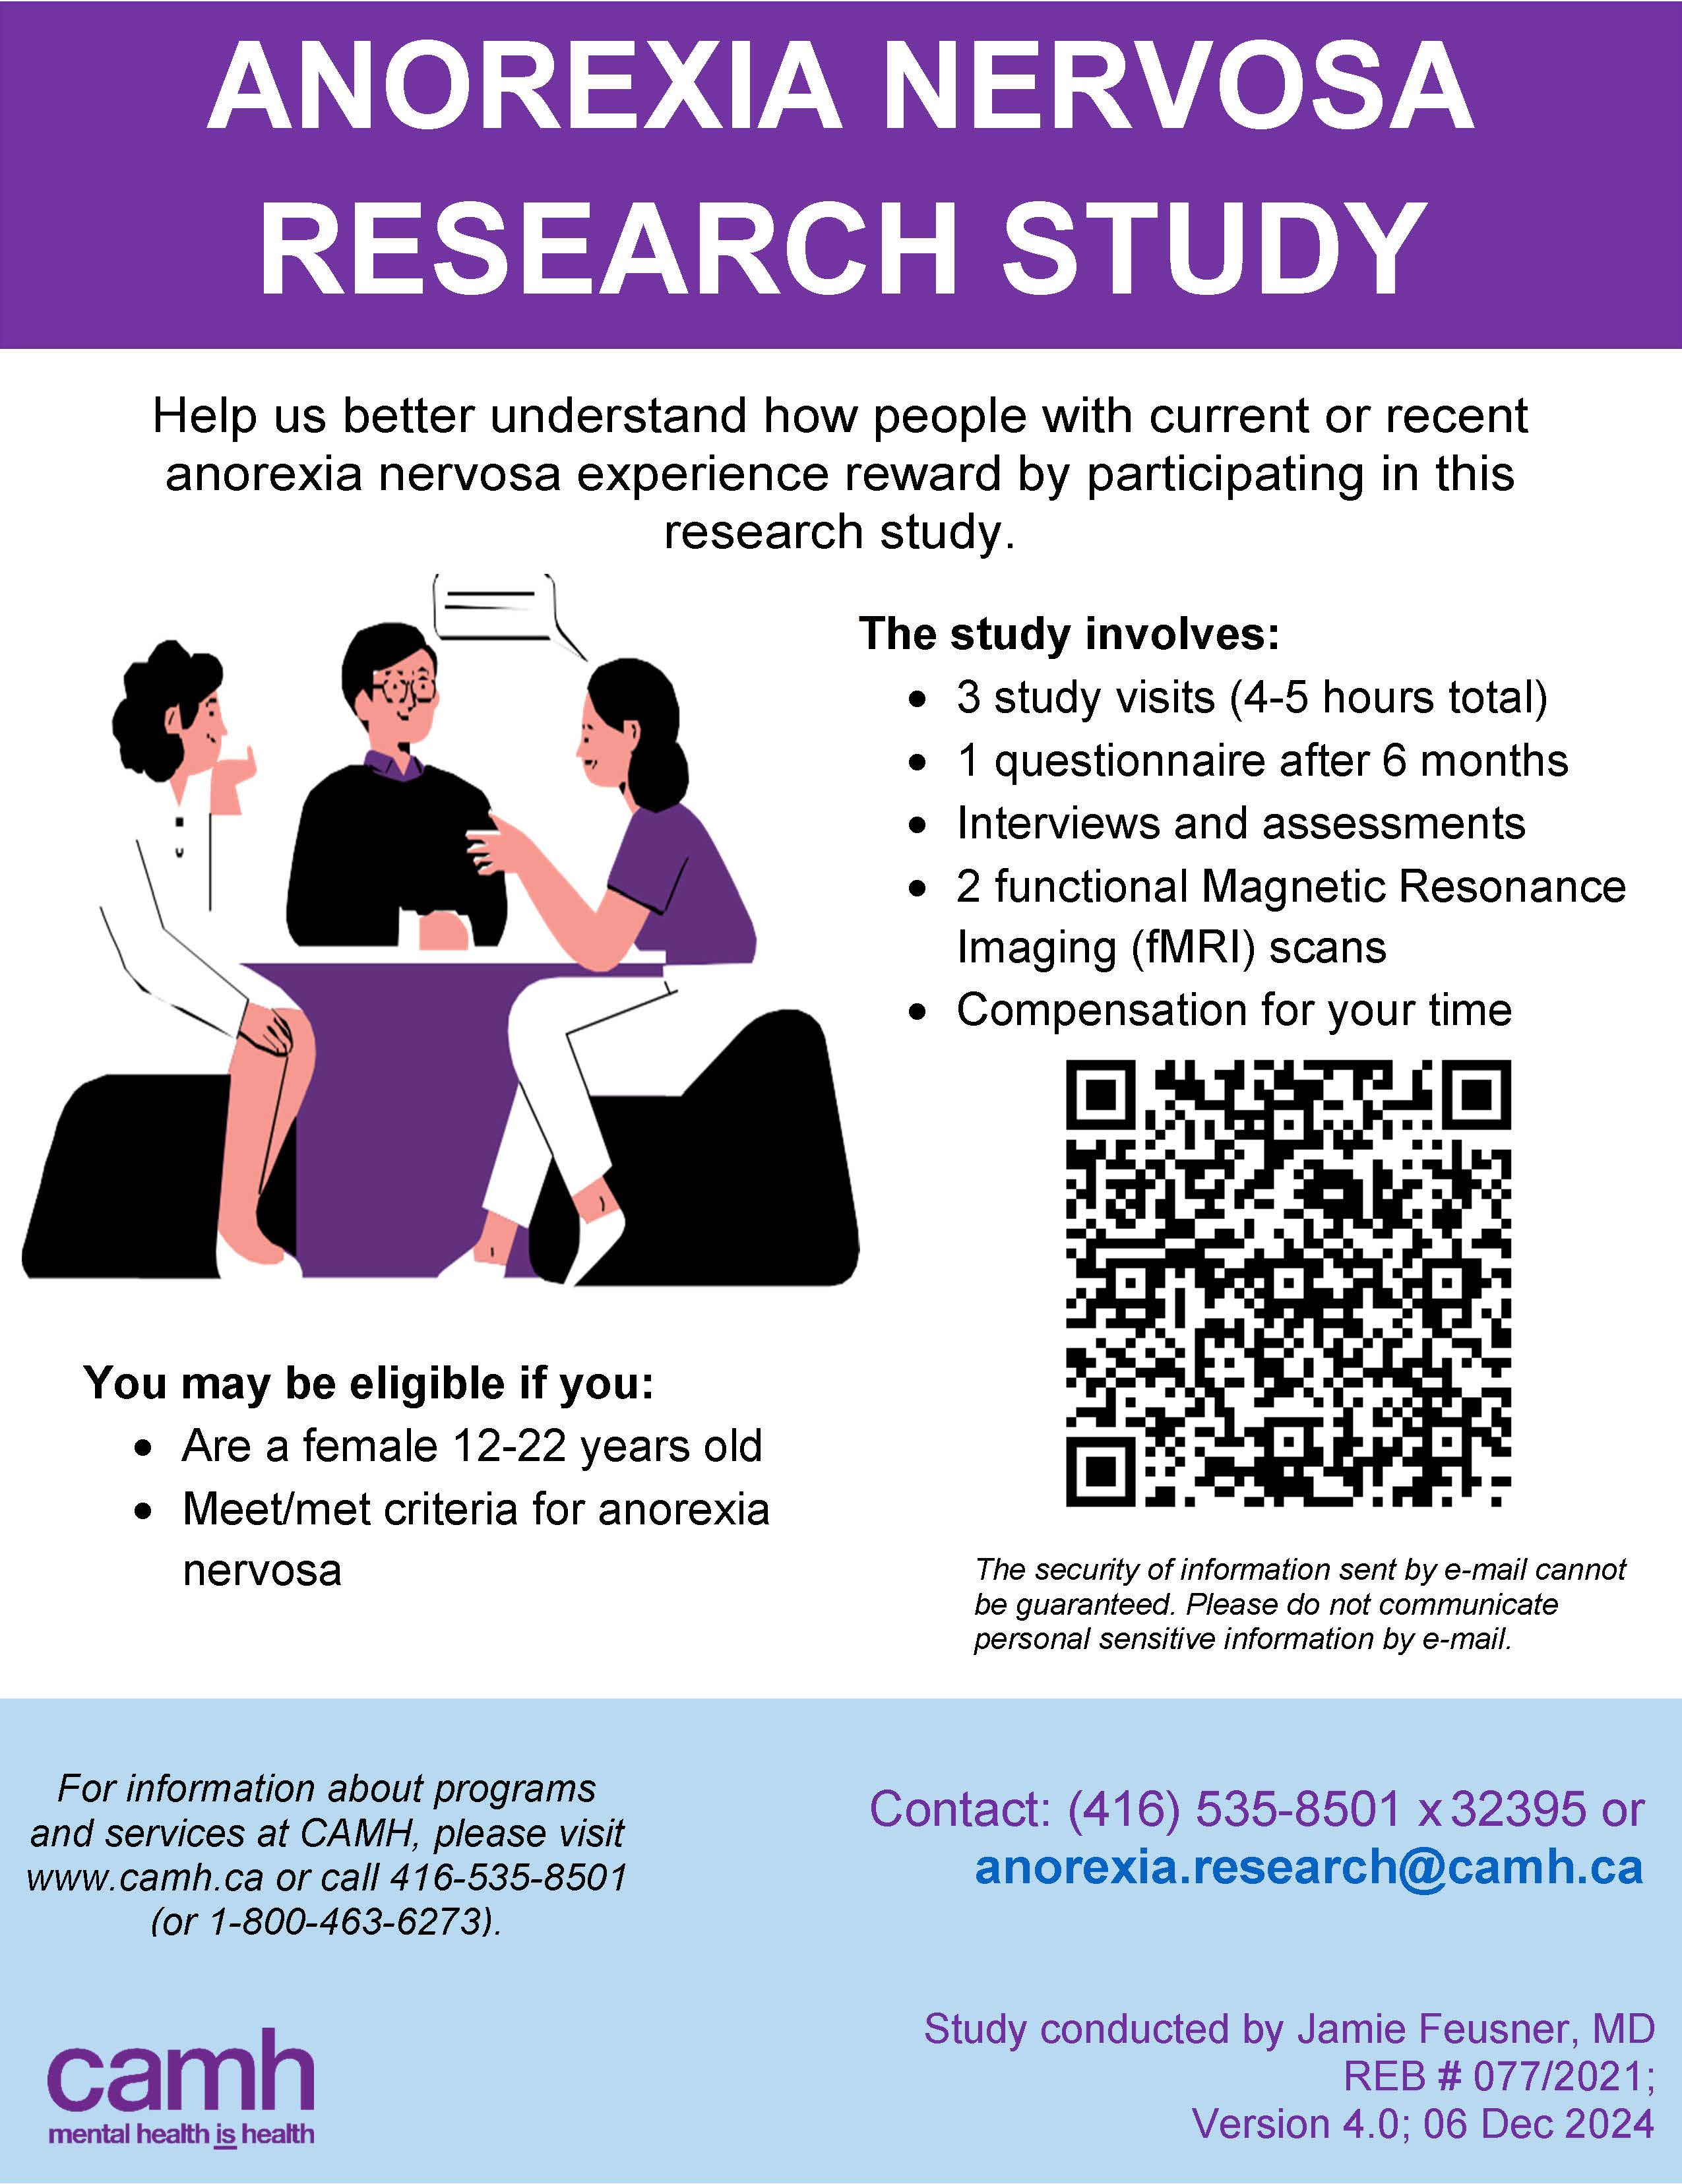 ANOREXIA NERVOSA
RESEARCH STUDY
Help us better understand how people with current or recent
anorexia nervosa experience reward by participating in this
research study.
The study involves:
• 3 study visits (4-5 hours total)
• 1 questionnaire after 6 months
• Interviews and assessments
• 2 functional Magnetic Resonance
Imaging (fMRI) scans
• Compensation for your time
You may be eligible if you:
• Are a female 12-22 years old
• Meet/met criteria for anorexia
nervosa
The security of information sent by e-mail cannot
be guaranteed. Please do not communicate
personal sensitive information by e-mail.
For information about programs
and services at CAMH, please visit
www.camh.ca or call 416-535-8501
(or 1-800-463-6273).
Contact: (416) 535-8501 x32395 or
anorexia.research@camh.ca
Study conducted by Jamie Feusner, MD
REB # 077/2021;
Version 4.0; 06 Dec 2024
camh
mental health is health